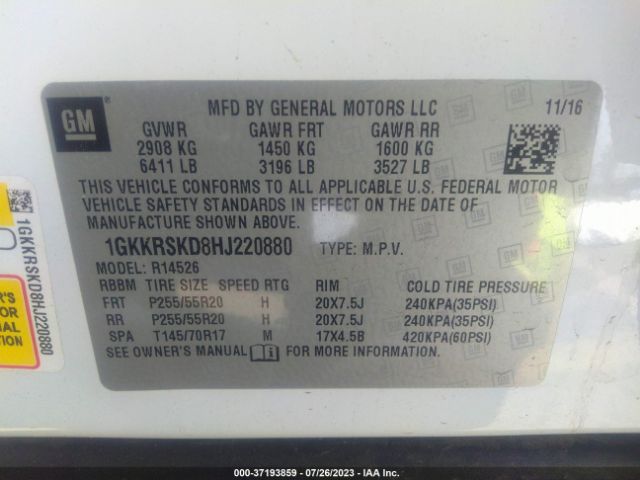 GM ®
MFD BY GENERAL MOTORS LLC 11/16
GVWR GAWR FRT GAWR RR
2908 KG 1450 KG 1600 KG
6411 LB 3196 LB 3527 LB
THIS VEHICLE CONFORMS TO ALL APPLICABLE U.S. FEDERAL MOTOR
VEHICLE SAFETY STANDARDS IN EFFECT ON THE DATE OF
MANUFACTURE SHOWN ABOVE.
1GKKRSKD8HJ220880 TYPE: M.P.V.
MODEL: R14526
RBBM TIRE SIZE SPEED RTG RIM COLD TIRE PRESSURE
FRT P255/55R20 H 20X7.5J 240KPA(35PSI)
RR P255/55R20 H 20X7.5J 240KPA(35PSI)
SPA T145/70R17 M 17X4.5B 420KPA(60PSI)
SEE OWNER'S MANUAL FOR MORE INFORMATION.
1GKKRSKD8HJ220880
000-37193859 - 07/26/2023 - IAA Inc.